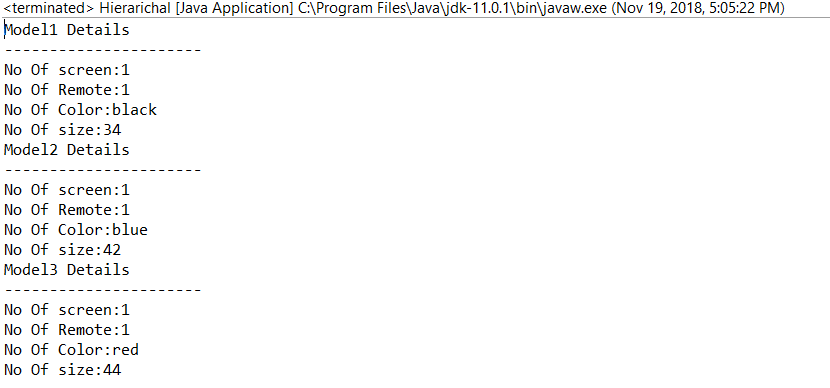 <terminated> Hierarichal [Java Application] C:\Program Files\Java\jdk-11.0.1\bin\javaw.exe (Nov 19, 2018, 5:05:22 PM)
Model1 Details
----------------------
No Of screen:1
No Of Remote:1
No Of Color:black
No Of size:34
Model2 Details
----------------------
No Of screen:1
No Of Remote:1
No Of Color:blue
No Of size:42
Model3 Details
----------------------
No Of screen:1
No Of Remote:1
No Of Color:red
No Of size:44